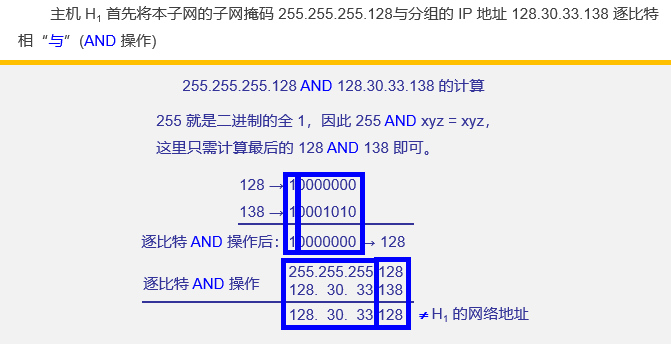 主机 H1 首先将本子网的子网掩码 255.255.255.128与分组的 IP 地址 128.30.33.138 逐比特
相“与”(AND 操作)
255.255.255.128 AND 128.30.33.138 的计算
255 就是二进制的全 1，因此 255 AND xyz = xyz，
这里只需计算最后的 128 AND 138 即可。
128 → 10000000
138 → 10001010
逐比特 AND 操作后：10000000 → 128
255.255.255.128
逐比特 AND 操作
128. 30. 33.138
128. 30. 33.128 ≠ H1 的网络地址